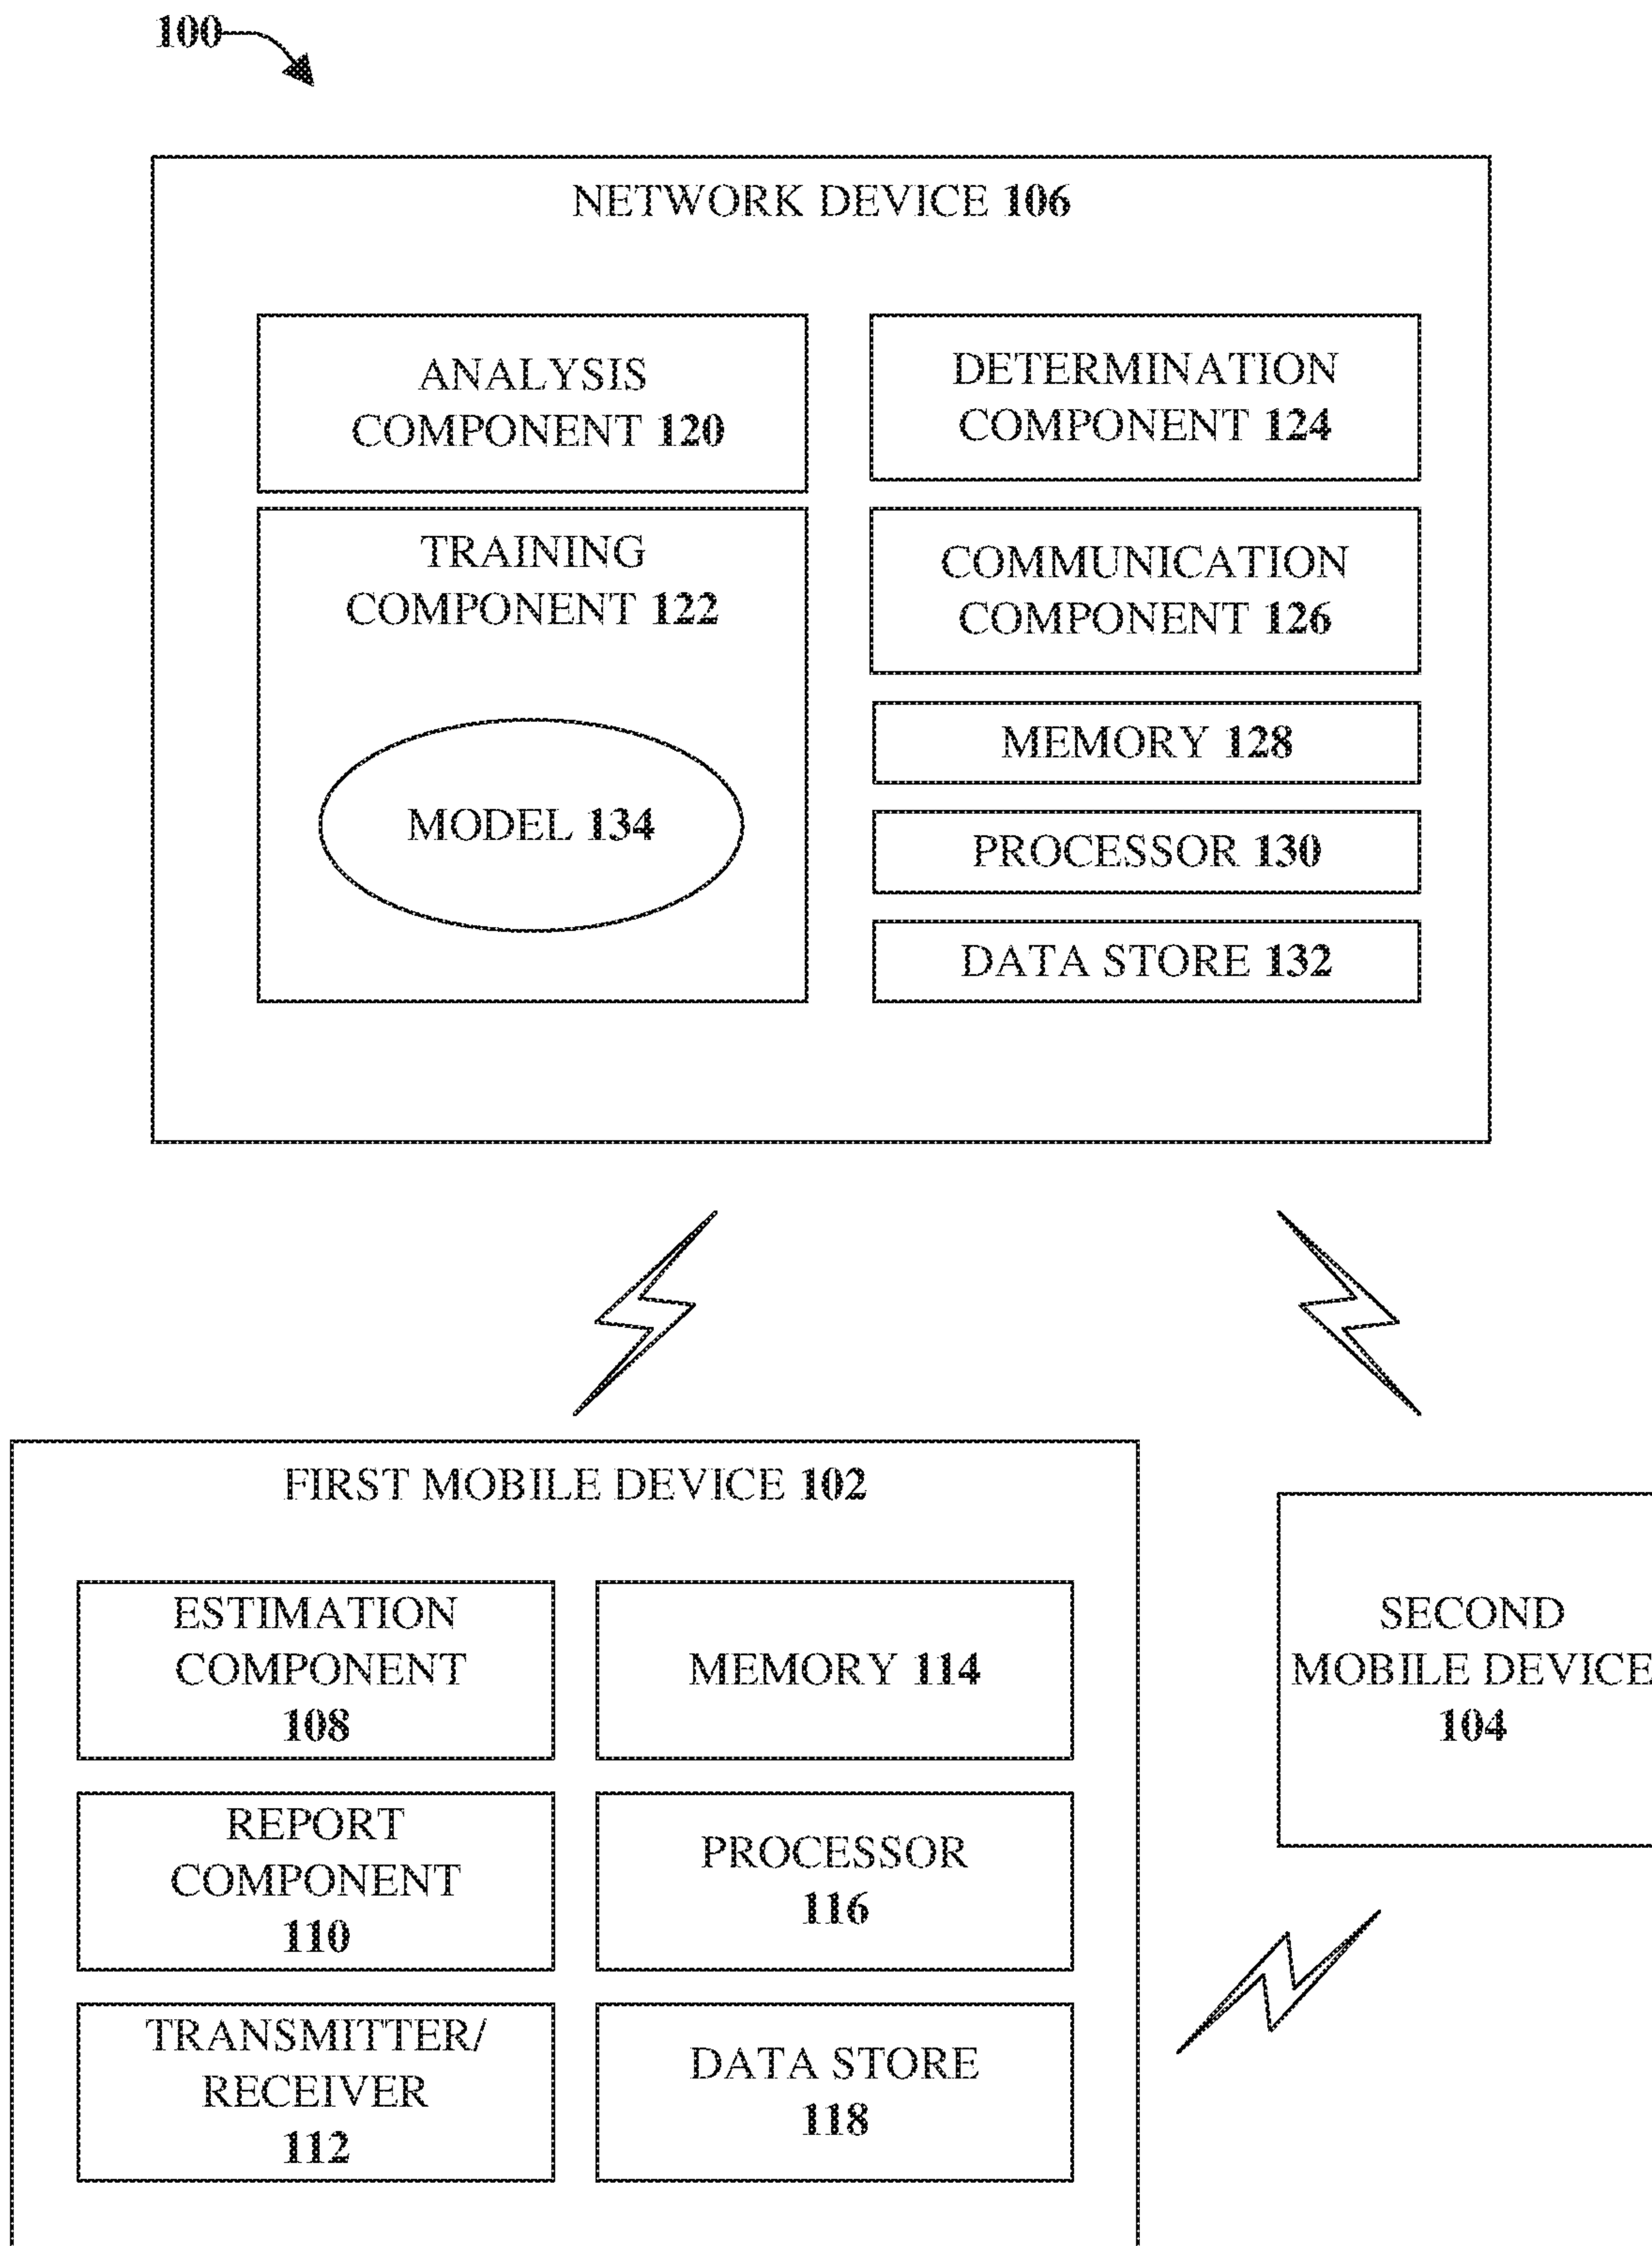 100
NETWORK DEVICE 106
ANALYSIS
COMPONENT 120
DETERMINATION
COMPONENT 124
TRAINING
COMPONENT 122
COMMUNICATION
COMPONENT 126
MODEL 134
MEMORY 128
PROCESSOR 130
DATA STORE 132
FIRST MOBILE DEVICE 102
ESTIMATION
COMPONENT
108
MEMORY 114
REPORT
COMPONENT
110
PROCESSOR
116
TRANSMITTER/
RECEIVER
112
DATA STORE
118
SECOND
MOBILE DEVICE
104